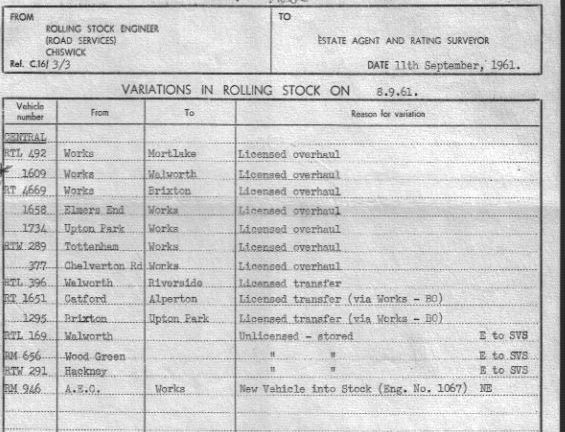 FROM
ROLLING STOCK ENGINEER
(ROAD SERVICES)
CHISWICK
Ref. C.16/ 3/3
TO
ESTATE AGENT AND RATING SURVEYOR
DATE 11th September, 1961.
VARIATIONS IN ROLLING STOCK ON 8.9.61.
Vehicle number From To Reason for variation
CENTRAL
RTL 492 Works Mortlake Licensed overhaul
1609 Works Walworth Licensed overhaul
RT 4669 Works Brixton Licensed overhaul
1658 Elmers End Works Licensed overhaul
1734 Upton Park Works Licensed overhaul
RTW 289 Tottenham Works Licensed overhaul
377 Chelverton Rd Works Licensed overhaul
RTL 396 Walworth Riverside Licensed transfer
RT 1651 Catford Alperton Licensed transfer (via Works - BO)
1295 Brixton Upton Park Licensed transfer (via Works - BO)
RTL 169 Walworth Unlicensed - stored E to SVS
RM 656 Wood Green " " E to SVS
RTW 291 Hackney " " E to SVS
RM 946 A.E.C. Works New Vehicle into Stock (Eng. No. 1067) NE